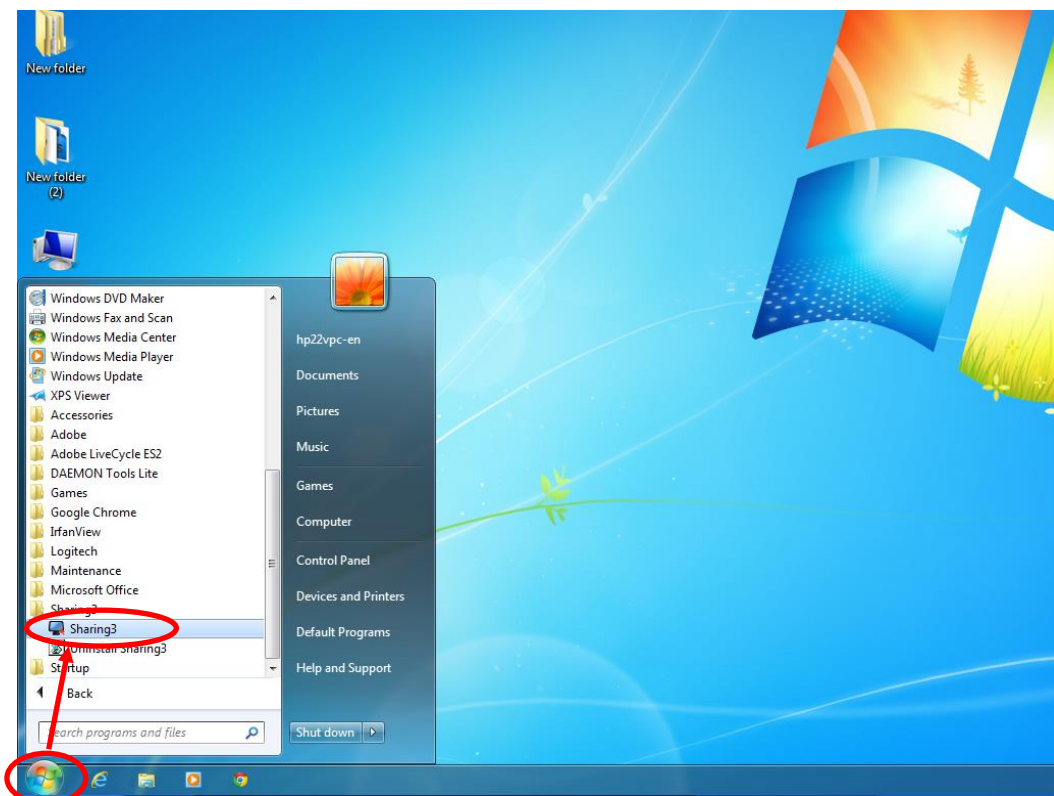 New folder
New folder
(2)
Windows DVD Maker
Windows Fax and Scan
Windows Media Center
Windows Media Player
Windows Update
XPS Viewer
Accessories
Adobe
Adobe LiveCycle ES2
DAEMON Tools Lite
Games
Google Chrome
IrfanView
Logitech
Maintenance
Microsoft Office
Sharing3
Sharing3
Uninstall Sharing3
Startup
Back
Search programs and files
hp22vpc-en
Documents
Pictures
Music
Games
Computer
Control Panel
Devices and Printers
Default Programs
Help and Support
Shut down